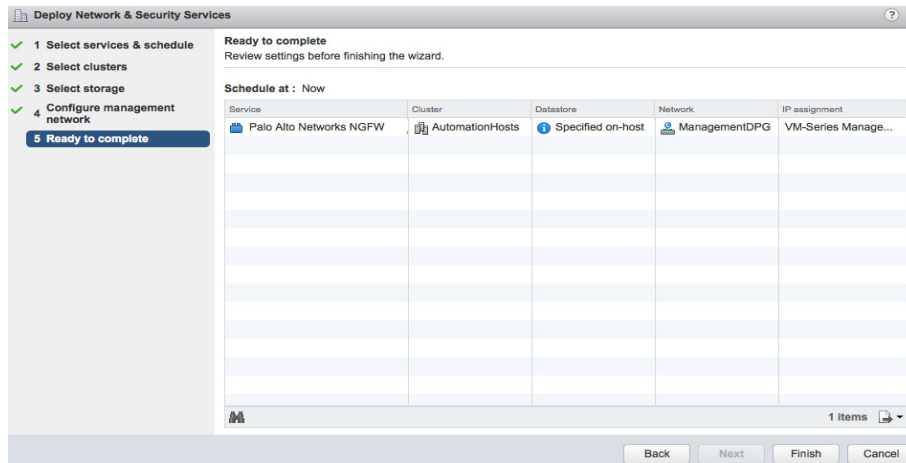 Deploy Network & Security Services
?
1 Select services & schedule
2 Select clusters
3 Select storage
4 Configure management
network
5 Ready to complete
Ready to complete
Review settings before finishing the wizard.
Schedule at : Now
Service Cluster Datastore Network IP assignment
Palo Alto Networks NGFW AutomationHosts Specified on-host ManagementDPG VM-Series Manage...
1 items
Back Next Finish Cancel